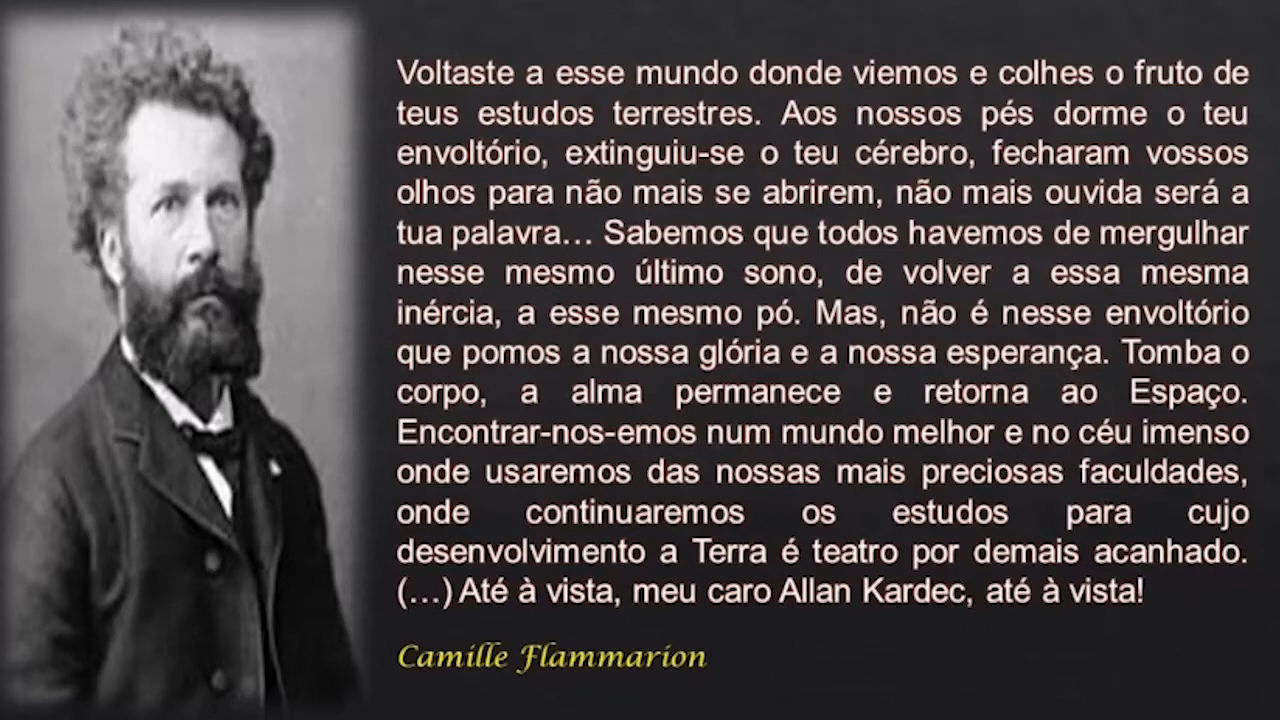 Voltaste a esse mundo donde viemos e colhes o fruto de
teus estudos terrestres. Aos nossos pés dorme o teu
envoltório, extinguiu-se o teu cérebro, fecharam vossos
olhos para não mais se abrirem, não mais ouvida será a
tua palavra… Sabemos que todos havemos de mergulhar
nesse mesmo último sono, de volver a essa mesma
inércia, a esse mesmo pó. Mas, não é nesse envoltório
que pomos a nossa glória e a nossa esperança. Tomba o
corpo, a alma permanece e retorna ao Espaço.
Encontrar-nos-emos num mundo melhor e no céu imenso
onde usaremos das nossas mais preciosas faculdades,
onde continuaremos os estudos para cujo
desenvolvimento a Terra é teatro por demais acanhado.
(…) Até à vista, meu caro Allan Kardec, até à vista!
Camille Flammarion